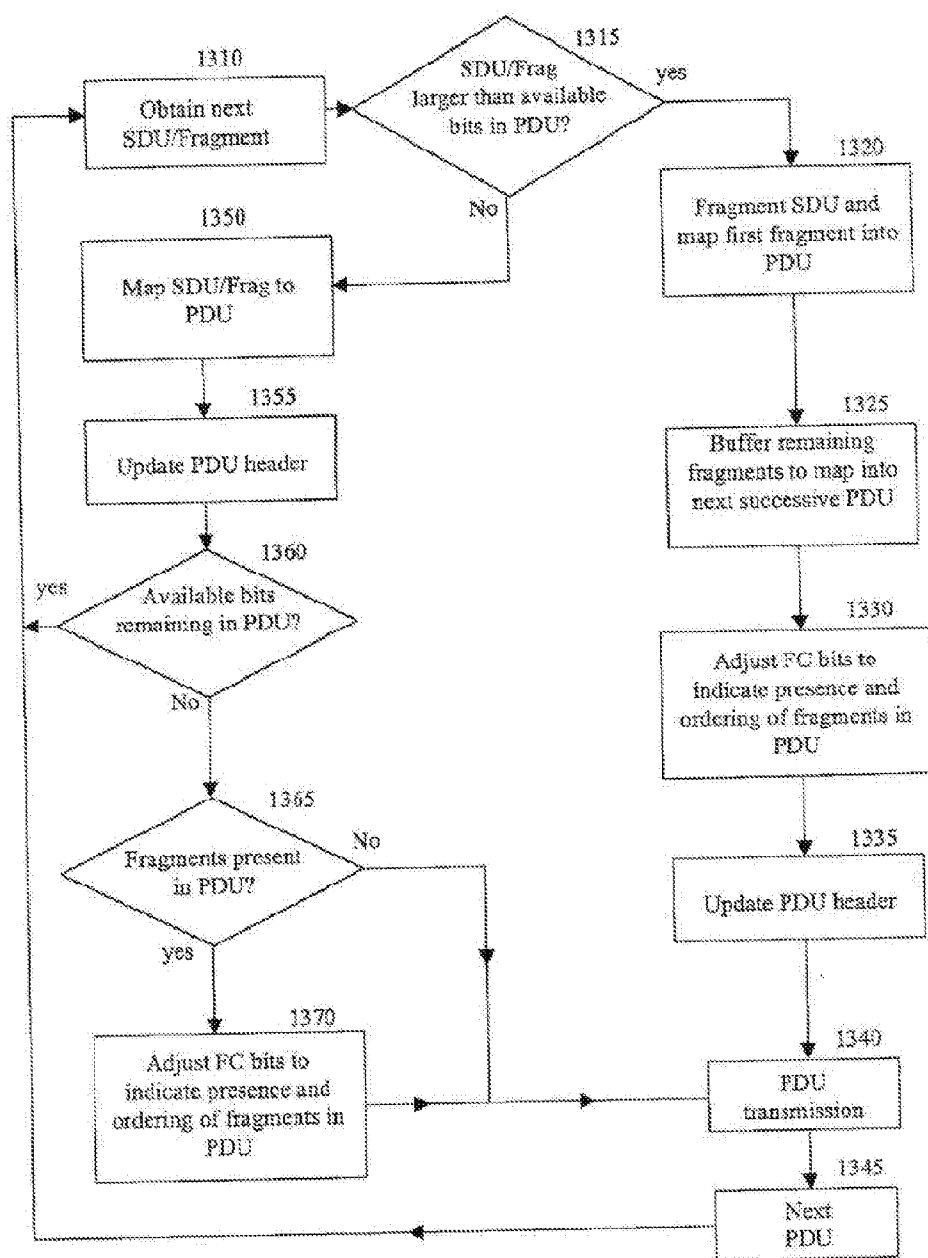 1310
Obtain next
SDU/Fragment
1315
SDU/Frag
larger than available
bits in PDU?
yes
No
1320
Fragment SDU and
map first fragment into
PDU
1350
Map SDU/Frag to
PDU
1325
Buffer remaining
fragments to map into
next successive PDU
1355
Update PDU header
1360
yes
Available bits
remaining in PDU?
No
1330
Adjust FC bits to
indicate presence and
ordering of fragments in
PDU
1365
Fragments present
in PDU?
No
yes
1335
Update PDU header
1370
Adjust FC bits to
indicate presence and
ordering of fragments in
PDU
1340
PDU
transmission
1345
Next
PDU